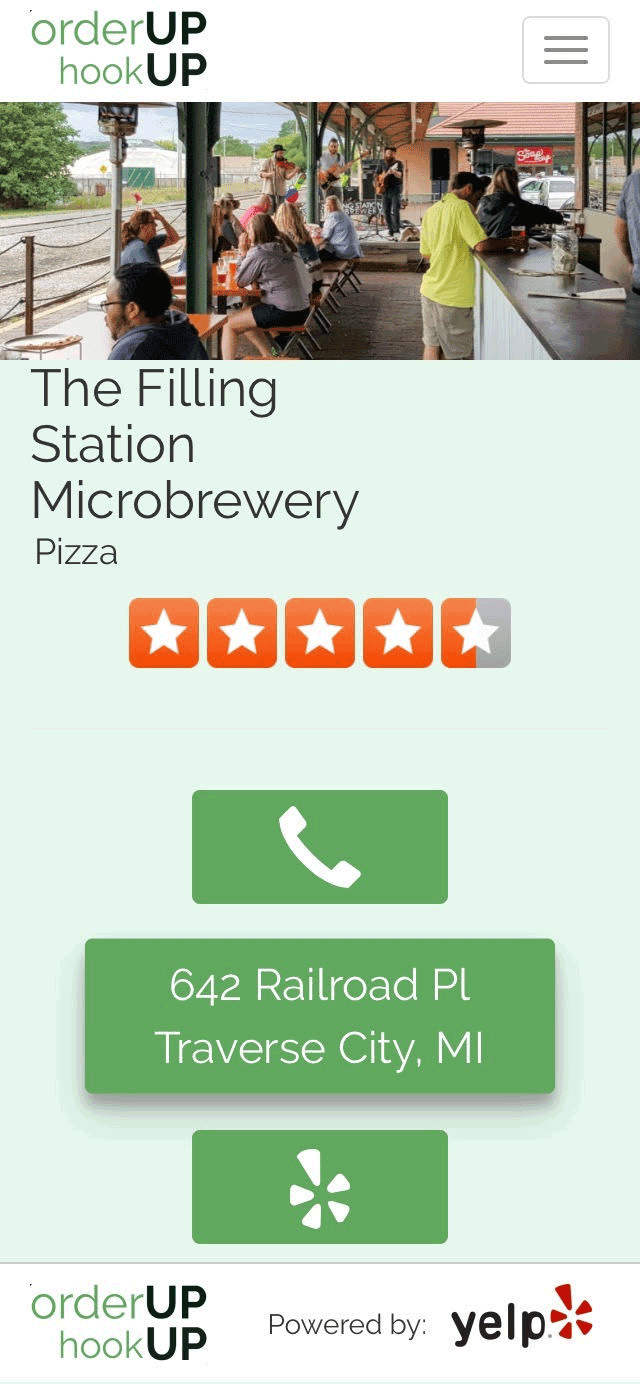 orderUP
hookUP
The Filling
Station
Microbrewery
Pizza
642 Railroad Pl
Traverse City, MI
orderUP
hookUP
Powered by: yelp